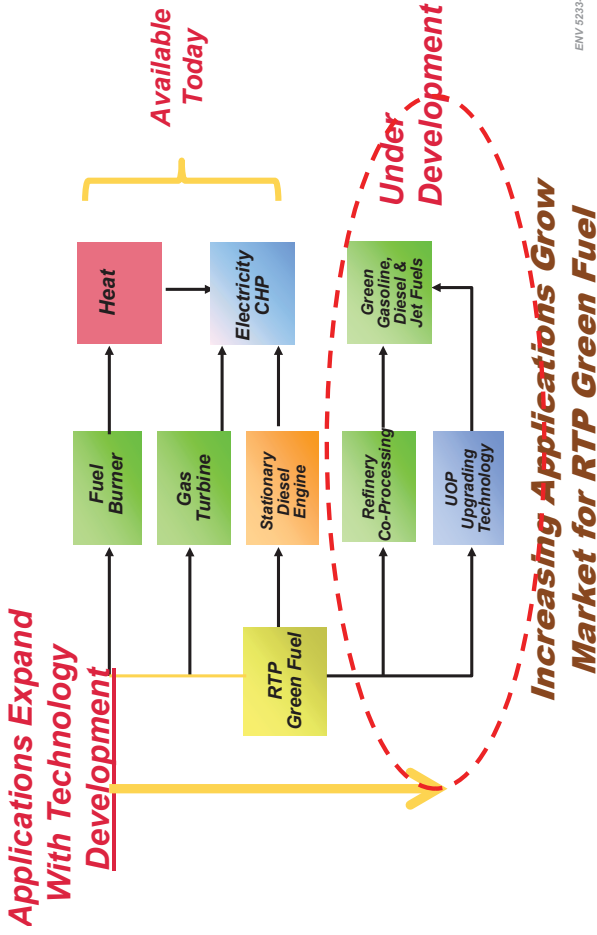 Applications Expand
With Technology
Development
RTP
Green Fuel
Fuel
Burner
Gas
Turbine
Stationary
Diesel
Engine
Refinery
Co-Processing
UOP
Upgrading
Technology
Heat
Electricity
CHP
Green
Gasoline,
Diesel &
Jet Fuels
Available
Today
Under
Development
Increasing Applications Grow
Market for RTP Green Fuel
ENV 5233-